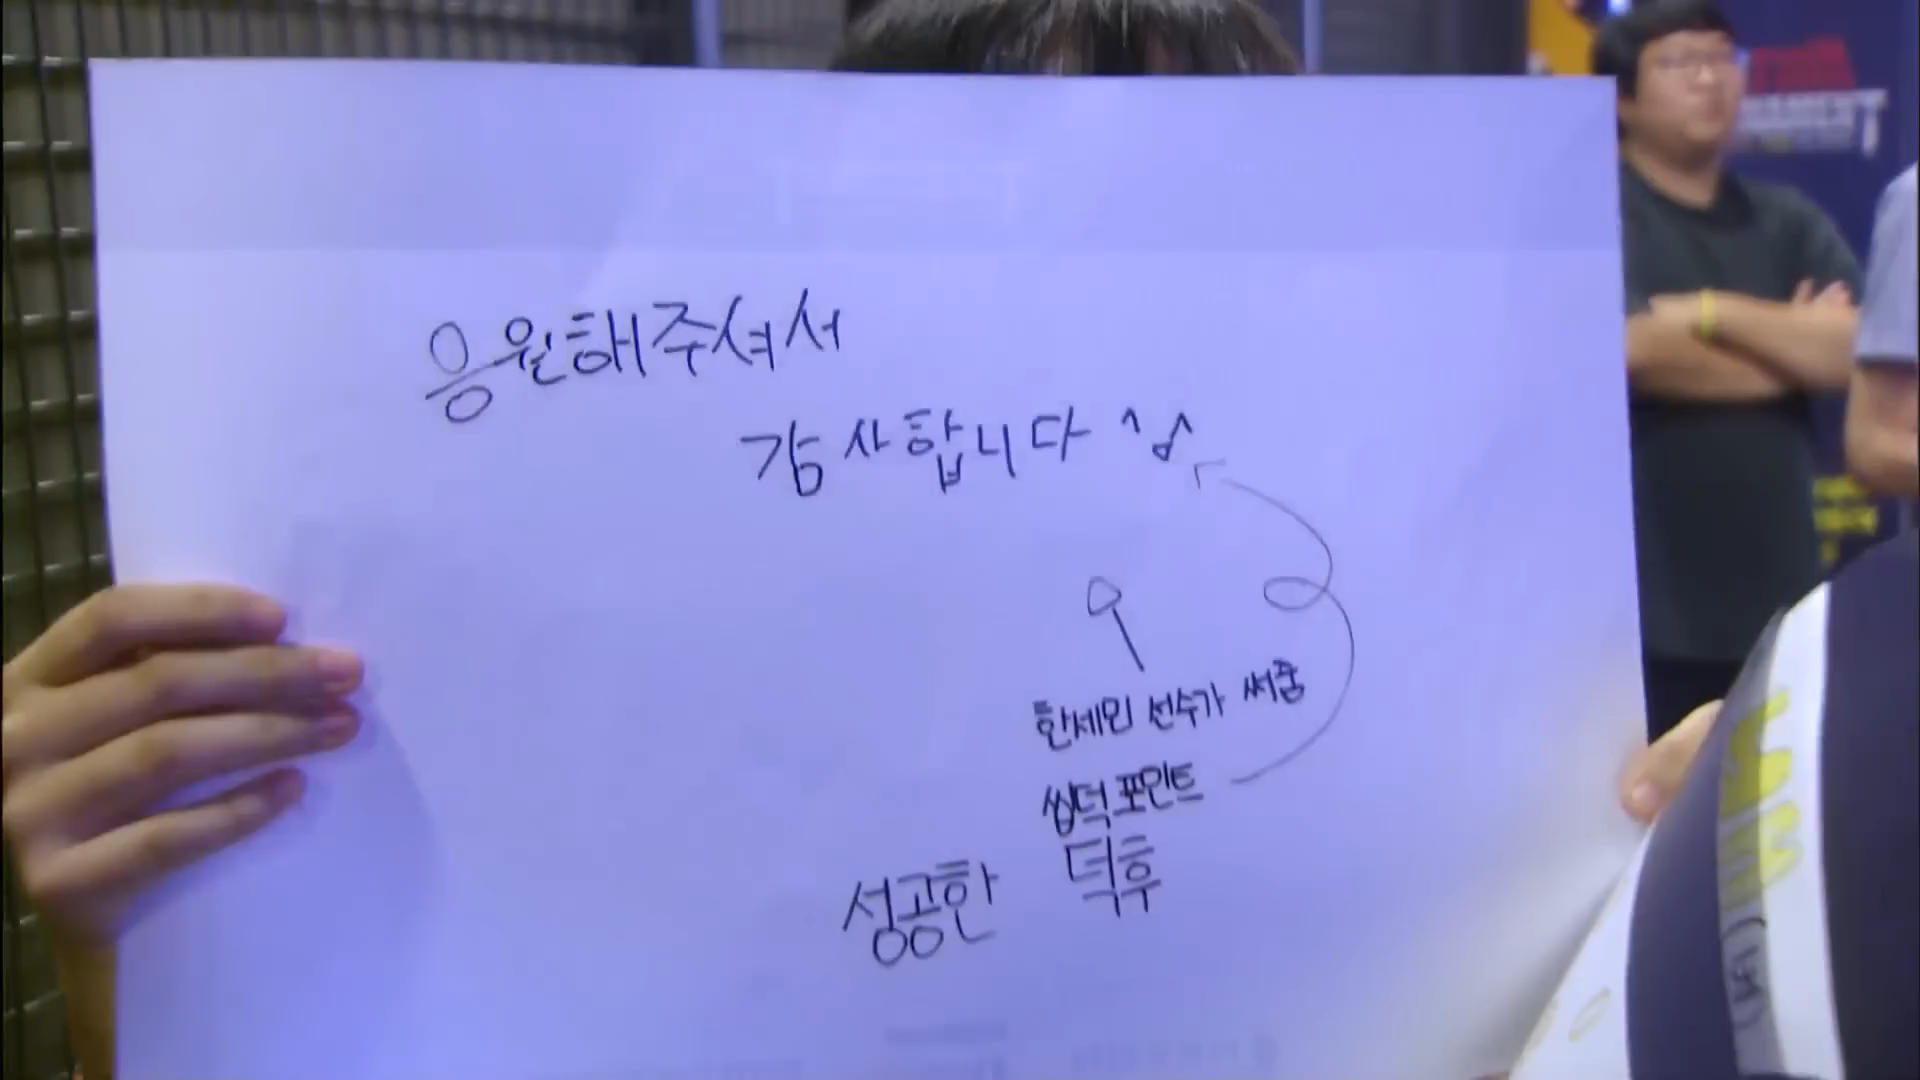 응원해주셔서
감사합니다 ^♪
한세민 선수가 써줌
씹덕포인트
성공한 덕후